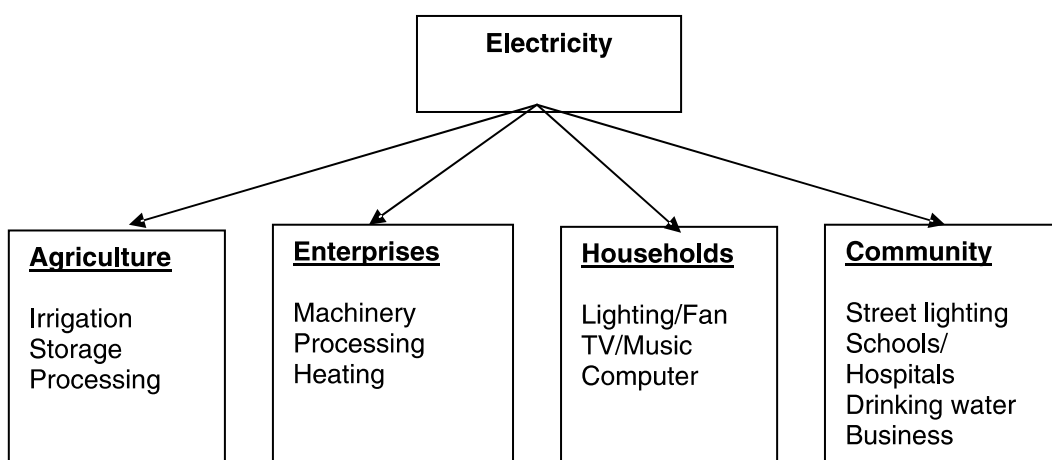 Electricity
Agriculture
Irrigation
Storage
Processing
Enterprises
Machinery
Processing
Heating
Households
Lighting/Fan
TV/Music
Computer
Community
Street lighting
Schools/
Hospitals
Drinking water
Business